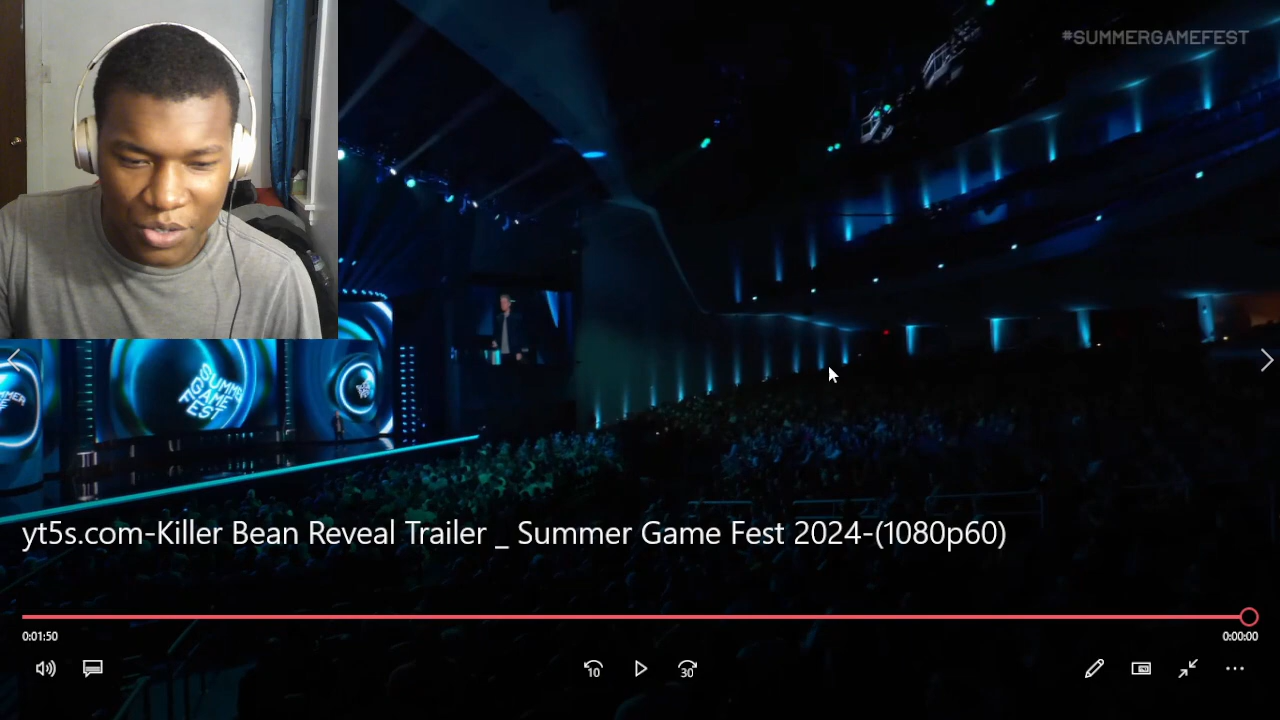 #SUMMERGAMEFEST
SUMMER
GAME
FEST
yt5s.com-Killer Bean Reveal Trailer _ Summer Game Fest 2024-(1080p60)
0:01:50
0:00:00
10
30